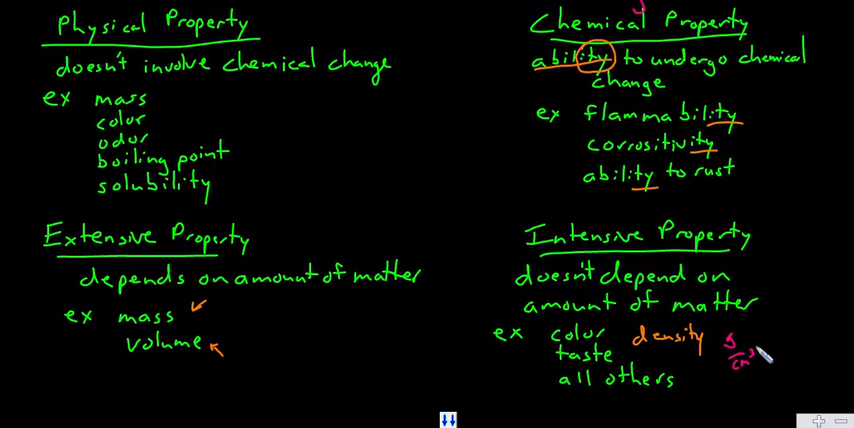 Physical Property
doesn't involve chemical change
ex mass
color
odor
boiling point
solubility
Chemical Property
ability to undergo chemical
change
ex flammability
corrositivity
ability to rust
Extensive Property
depends on amount of matter
ex mass
volume
Intensive Property
doesn't depend on
amount of matter
ex color density g/cm³
taste
all others